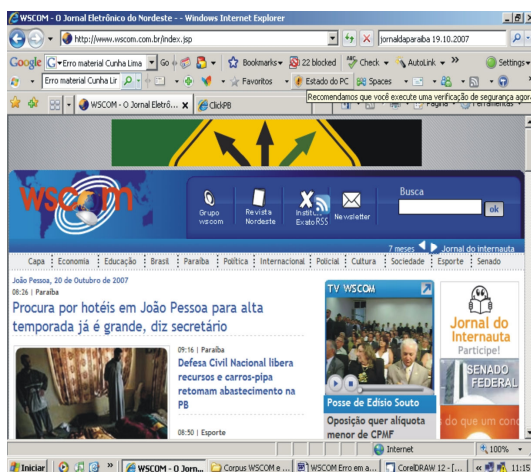 WSCOM - O Jornal Eletrônico do Nordeste - - Windows Internet Explorer
http://www.wscom.com.br/index.jsp
jornaldaparaiba 19.10.2007
Google
Erro material Cunha Lima
Go
Bookmarks
22 blocked
Check
AutoLink
Settings
Erro material Cunha Lir
Favoritos
Estado do PC
Spaces
WSCOM - O Jornal Eletrô...
ClickPB
Recomendamos que você execute uma verificação de segurança agora
wscom
Grupo wscom
Revista Nordeste
RSS
Newsletter
Busca
ok
7 meses
Jornal do internauta
Capa Economia Educação Brasil Paraíba Política Internacional Policial Cultura Sociedade Esporte Senado
João Pessoa, 20 de Outubro de 2007
08:26 | Paraíba
Procura por hotéis em João Pessoa para alta
temporada já é grande, diz
secretário
09:16 | Paraíba
Defesa Civil Nacional libera
recursos e carros-pipa
retomam abastecimento na
PB
08:50 | Esporte
TV WSCOM
Posse de Edísio Souto
Oposição quer alíquota
menor de CPMF
Jornal do
Internauta
Participe!
SENADO
FEDERAL
do que um conc
Internet
100%
Iniciar
WSCOM - O Jorn...
Corpus WSCOM e ...
WSCOM Erro em a...
CorelDRAW 12 - [...
11:15